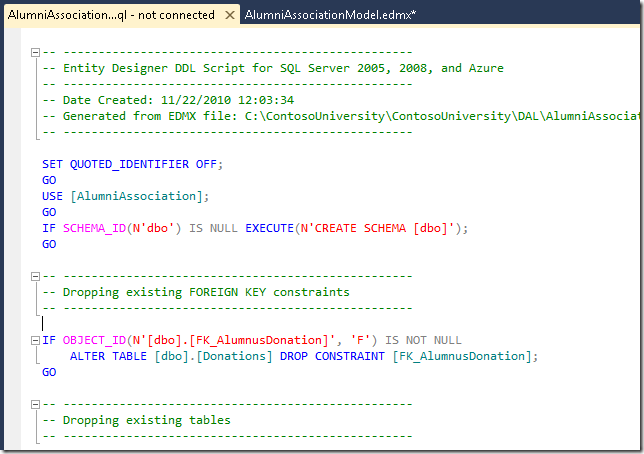 AlumniAssociation...ql - not connected AlumniAssociationModel.edmx*
-- --------------------------------------------------
-- Entity Designer DDL Script for SQL Server 2005, 2008, and Azure
-- --------------------------------------------------
-- Date Created: 11/22/2010 12:03:34
-- Generated from EDMX file: C:\ContosoUniversity\ContosoUniversity\DAL\AlumniAssociat
-- --------------------------------------------------
SET QUOTED_IDENTIFIER OFF;
GO
USE [AlumniAssociation];
GO
IF SCHEMA_ID(N'dbo') IS NULL EXECUTE(N'CREATE SCHEMA [dbo]');
GO
-- --------------------------------------------------
-- Dropping existing FOREIGN KEY constraints
-- --------------------------------------------------
IF OBJECT_ID(N'[dbo].[FK_AlumnusDonation]', 'F') IS NOT NULL
ALTER TABLE [dbo].[Donations] DROP CONSTRAINT [FK_AlumnusDonation];
GO
-- --------------------------------------------------
-- Dropping existing tables
-- --------------------------------------------------